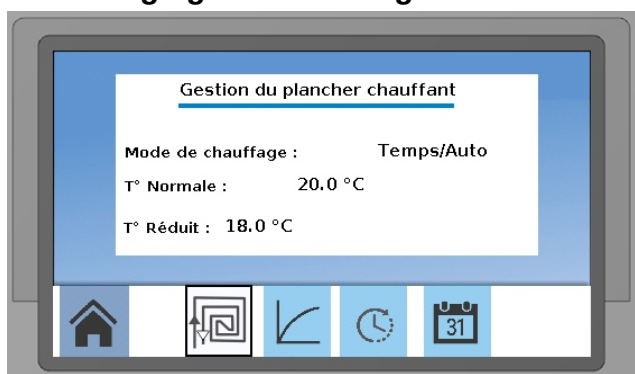 Gestion du plancher chauffant
Mode de chauffage : Temps/Auto
T° Normale : 20.0 °C
T° Réduit : 18.0 °C
31